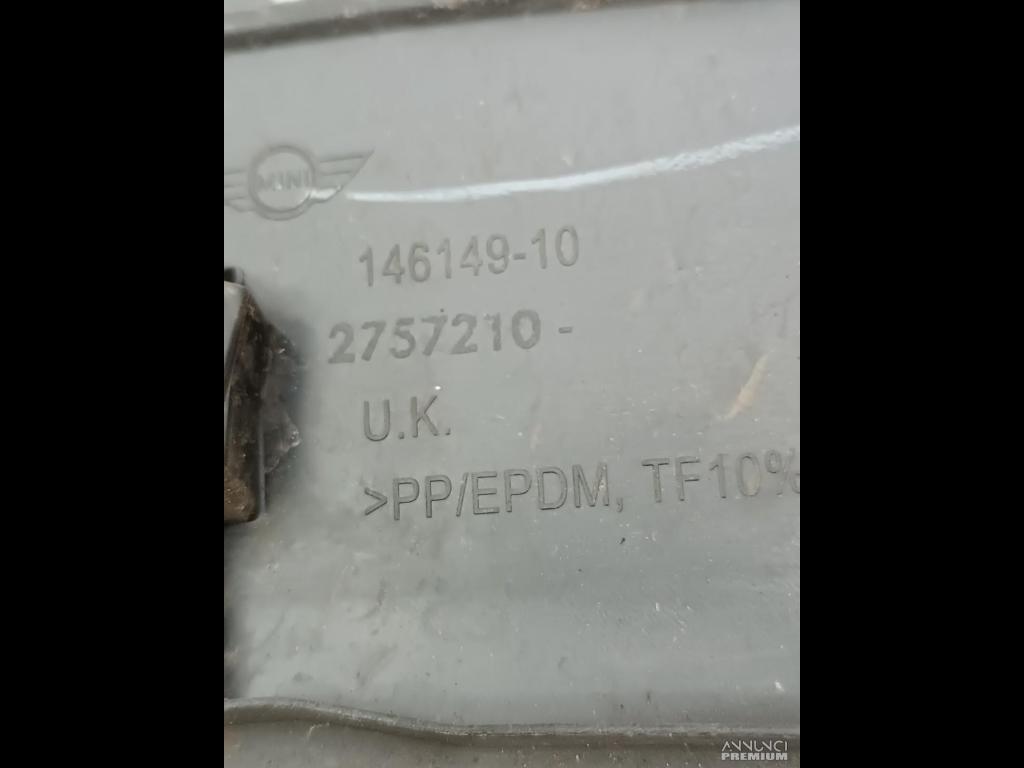 MINI
146149-10
2757210-
U.K.
>PP/EPDM, TF10%
ANNUNCI
PREMIUM